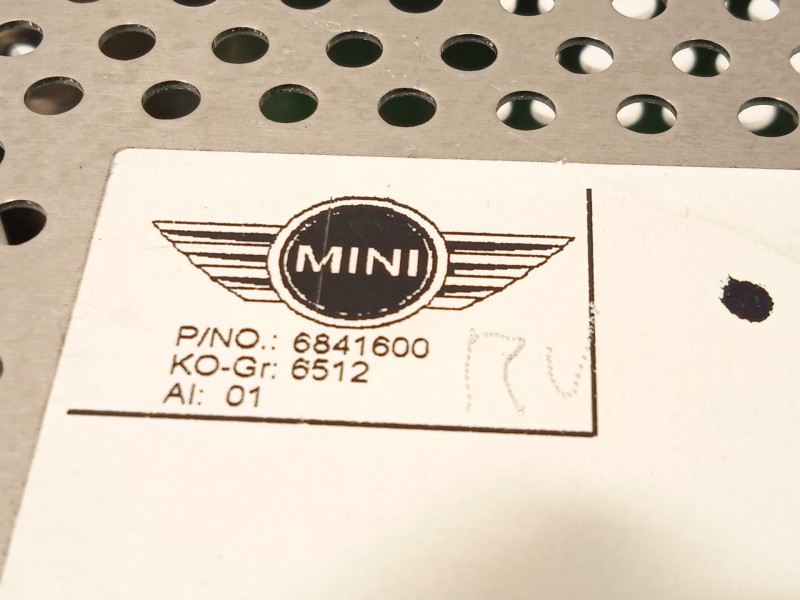 MINI
P/NO.: 6841600
KO-Gr: 6512
AI: 01